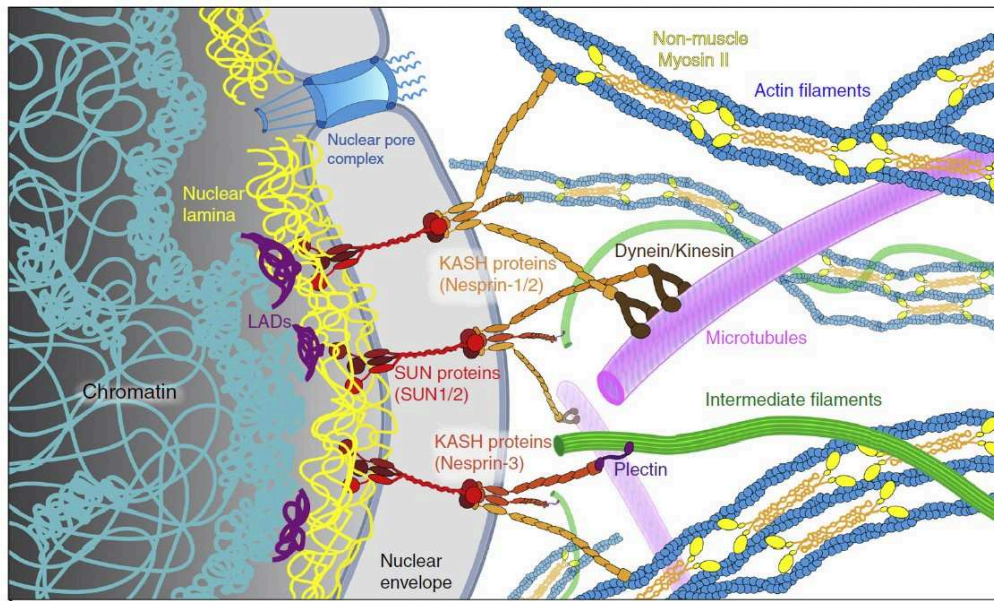 Non-muscle
Myosin II
Actin filaments
Nuclear pore
complex
Nuclear
lamina
Dynein/Kinesin
KASH proteins
(Nesprin-1/2)
LADs
Microtubules
SUN proteins
(SUN1/2)
Chromatin
Intermediate filaments
KASH proteins
(Nesprin-3)
Plectin
Nuclear
envelope